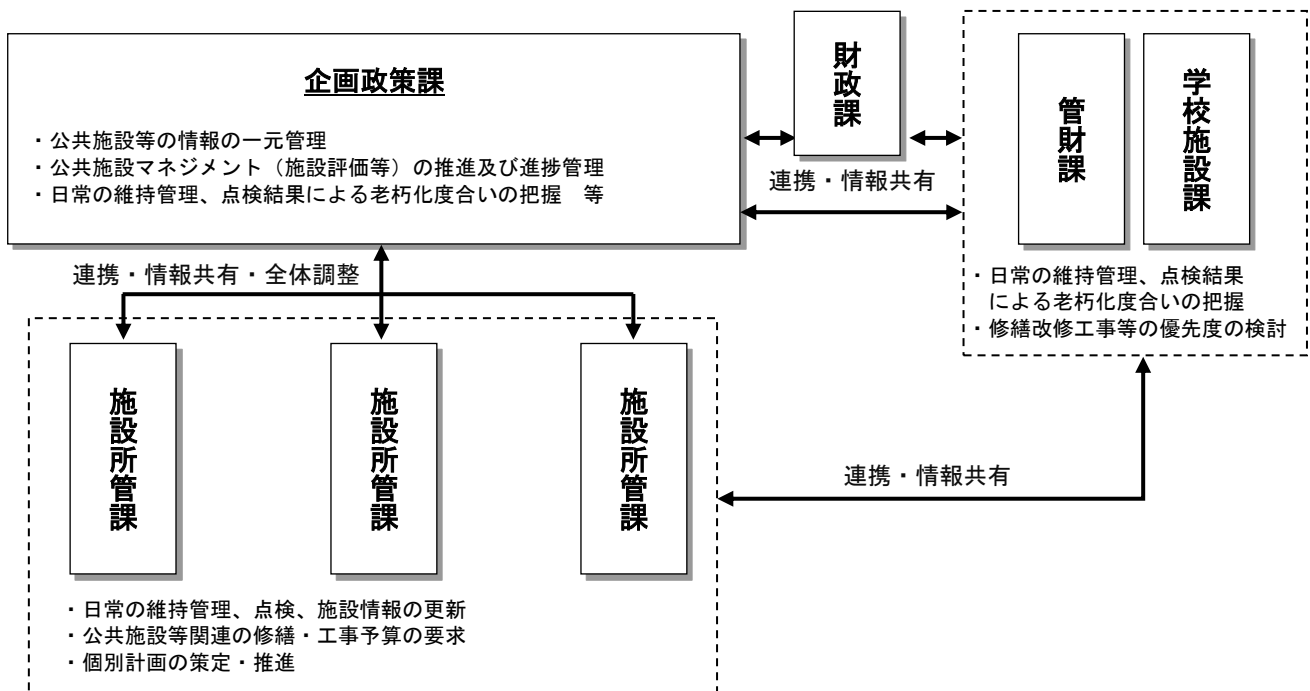 企画政策課
・公共施設等の情報の一元管理
・公共施設マネジメント（施設評価等）の推進及び進捗管理
・日常の維持管理、点検結果による老朽化度合いの把握　等
財政課
連携・情報共有
管財課
学校施設課
・日常の維持管理、点検結果
による老朽化度合いの把握
・修繕改修工事等の優先度の検討
連携・情報共有・全体調整
施設所管課
施設所管課
施設所管課
連携・情報共有
・日常の維持管理、点検、施設情報の更新
・公共施設等関連の修繕・工事予算の要求
・個別計画の策定・推進